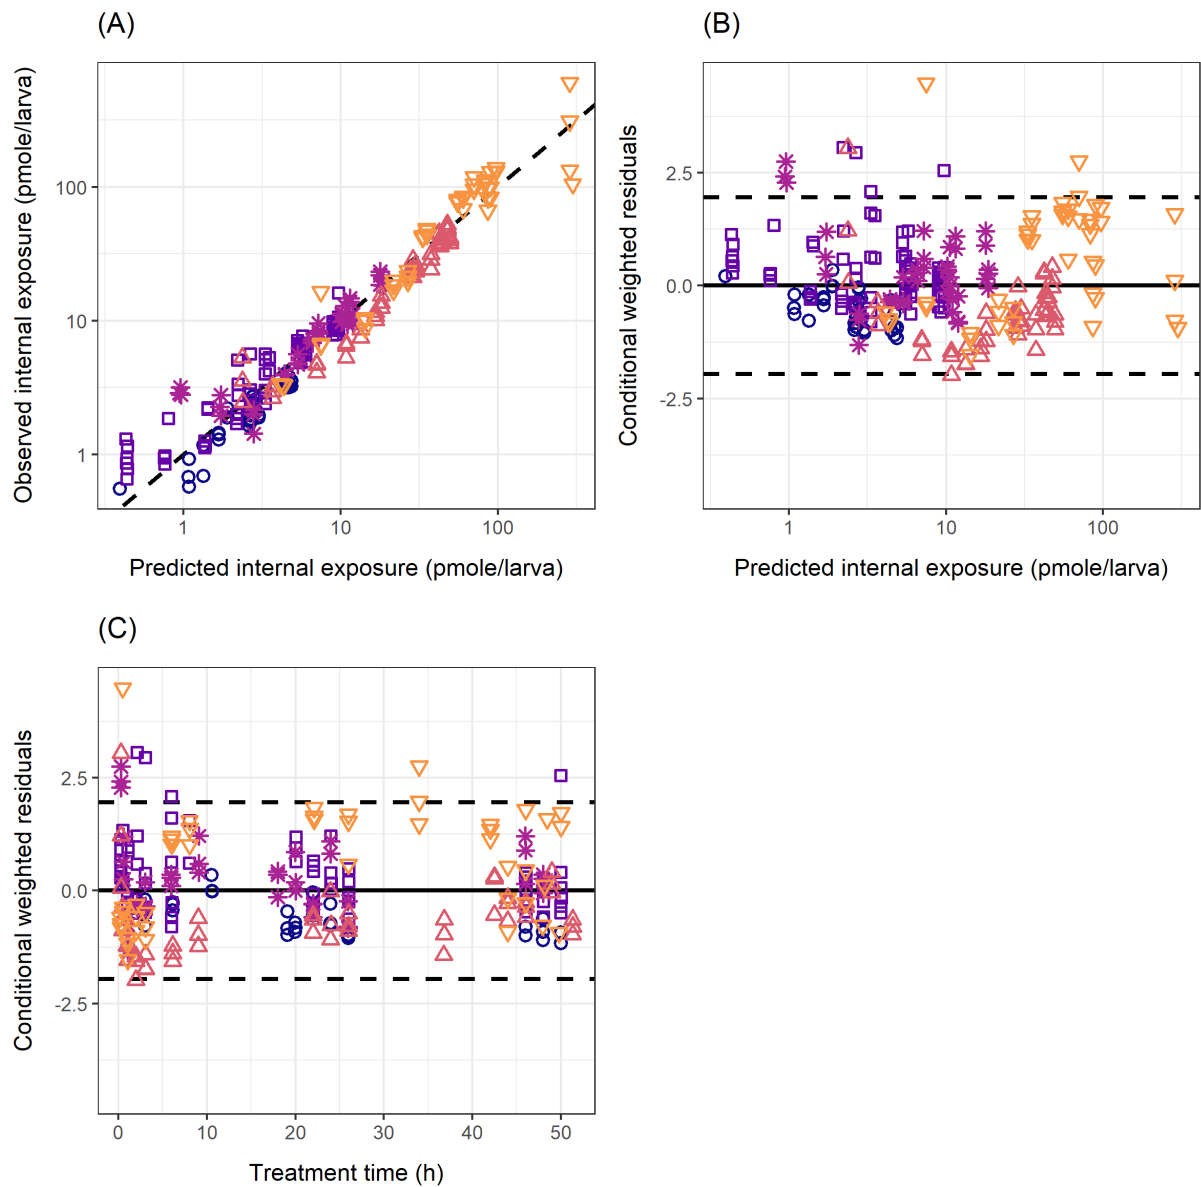 (A)
Observed internal exposure (pmole/larva)
100
10
1
1 10 100
Predicted internal exposure (pmole/larva)
(B)
Conditional weighted residuals
2.5
0.0
-2.5
1 10 100
Predicted internal exposure (pmole/larva)
(C)
Conditional weighted residuals
2.5
0.0
-2.5
0 10 20 30 40 50
Treatment time (h)